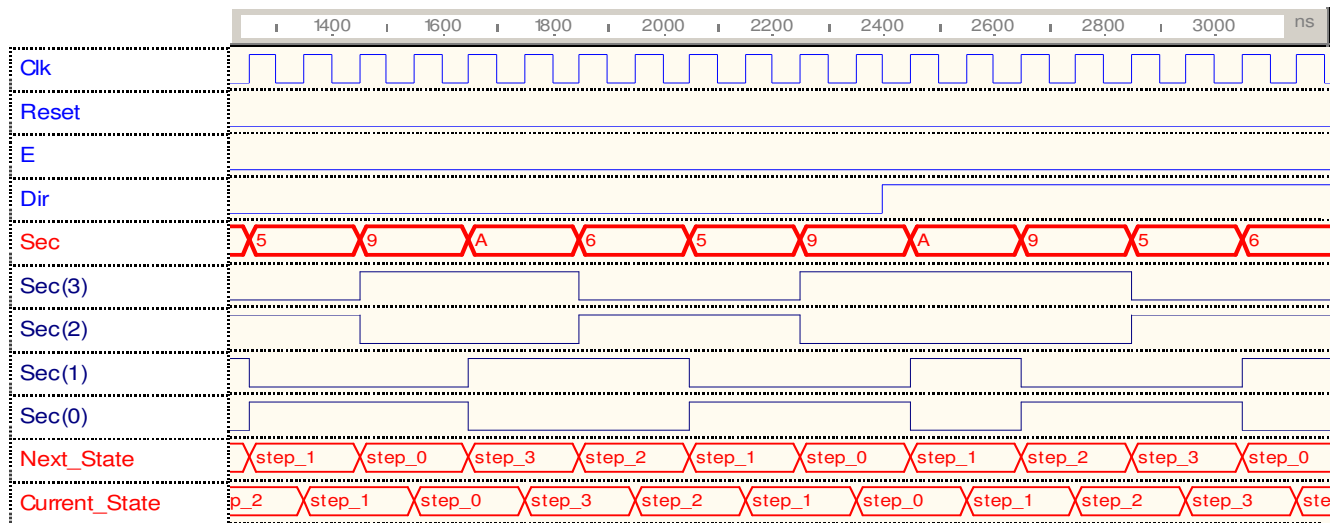 1400 1600 1800 2000 2200 2400 2600 2800 3000 ns
Clk
Reset
E
Dir
Sec 5 9 A 6 5 9 A 9 5 6
Sec(3)
Sec(2)
Sec(1)
Sec(0)
Next_State step_1 step_0 step_3 step_2 step_1 step_0 step_1 step_2 step_3 step_0
Current_State p_2 step_1 step_0 step_3 step_2 step_1 step_0 step_1 step_2 step_3 ste